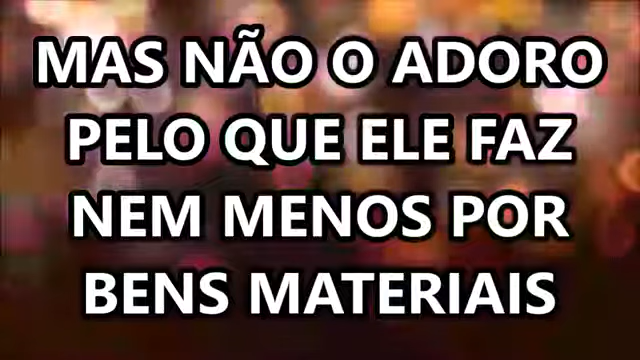 MAS NÃO O ADORO
PELO QUE ELE FAZ
NEM MENOS POR
BENS MATERIAIS